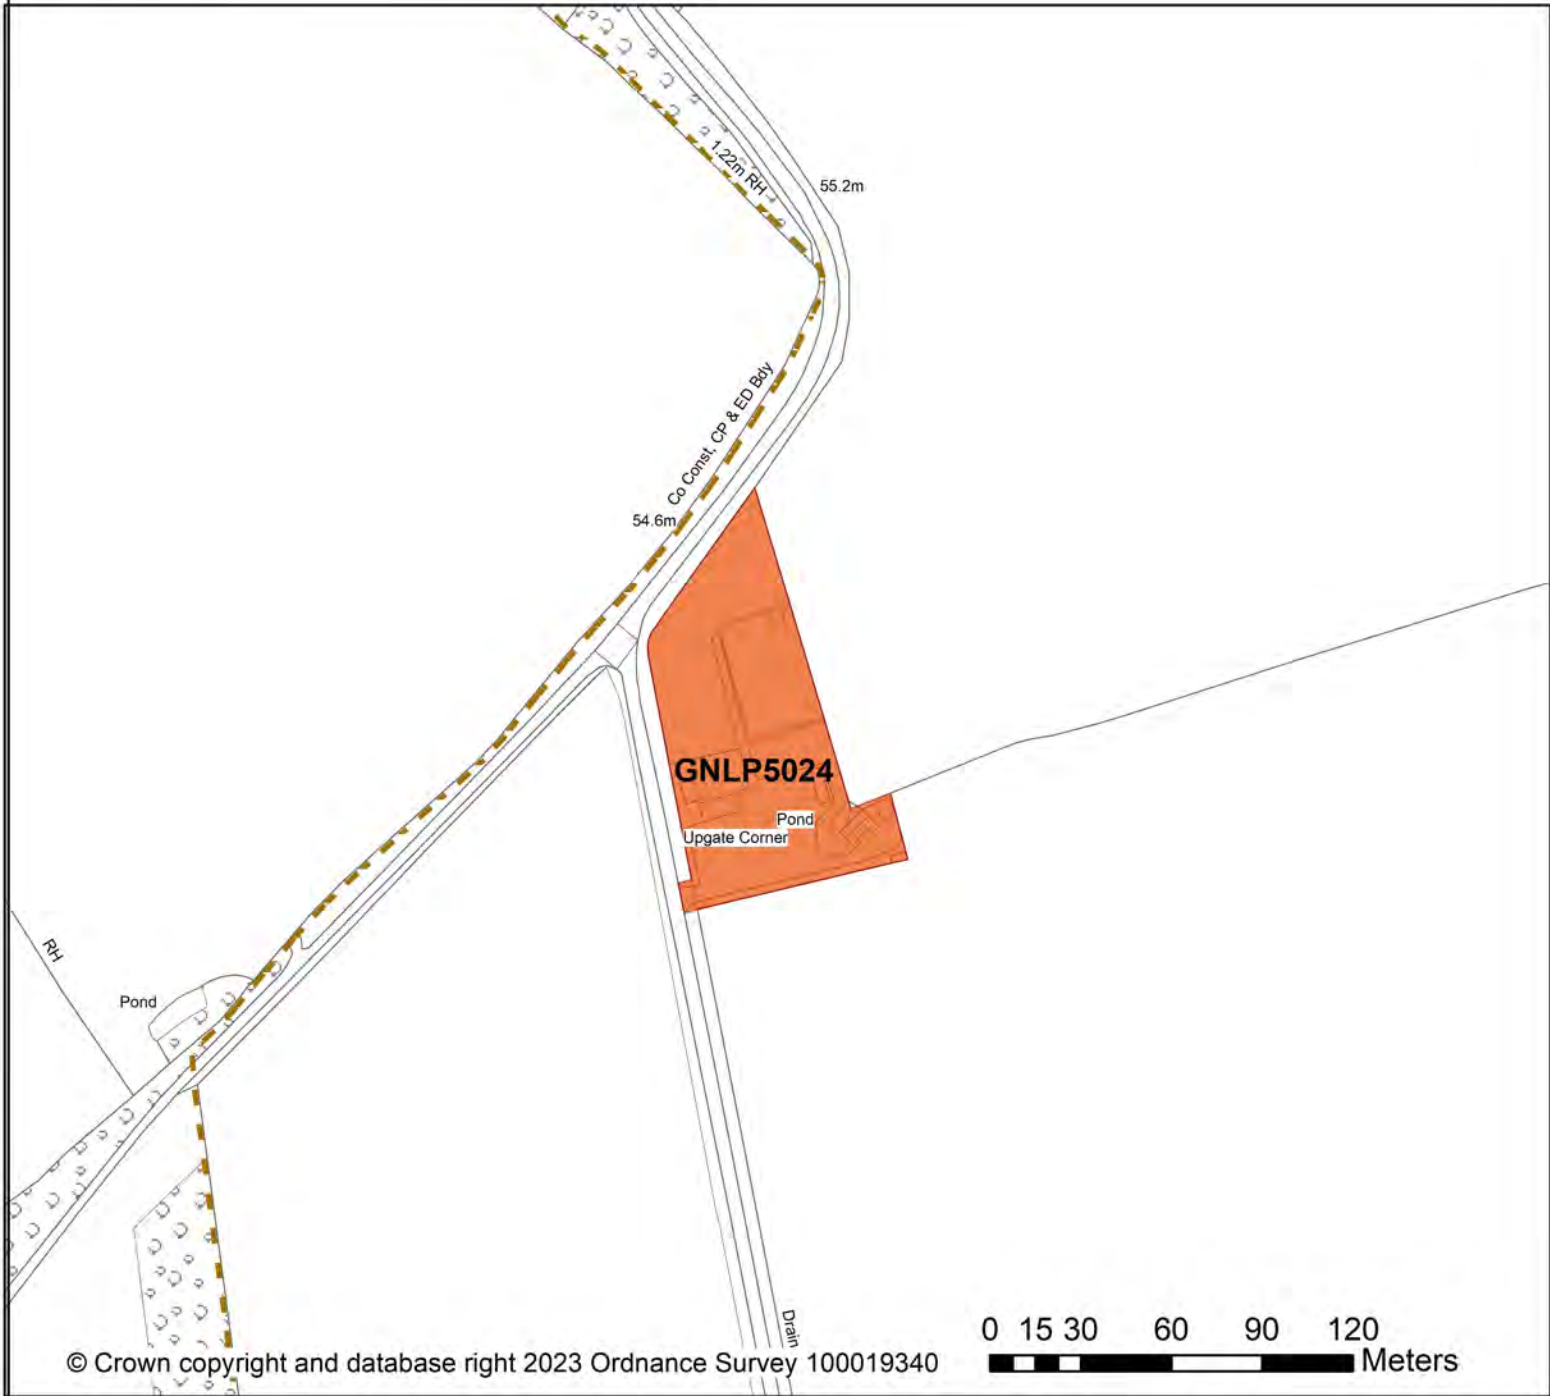 1.22m RH
55.2m
Co Const, CP & ED Bdy
54.6m
GNLP5024
Pond
Upgate Corner
RH
Pond
Drain
0 15 30 60 90 120
Meters
© Crown copyright and database right 2023 Ordnance Survey 100019340